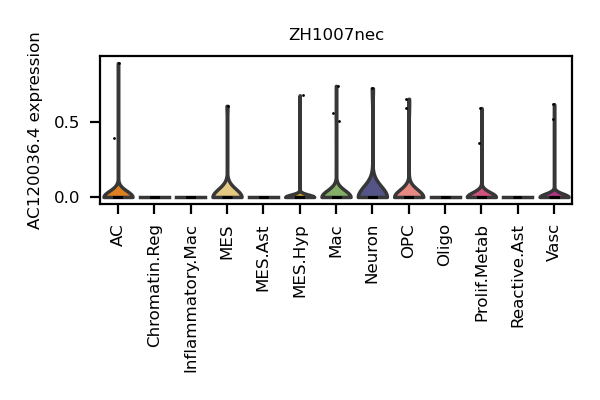 ZH1007nec
AC120036.4 expression
0.5
0.0
AC
Chromatin.Reg
Inflammatory.Mac
MES
MES.Ast
MES.Hyp
Mac
Neuron
OPC
Oligo
Prolif.Metab
Reactive.Ast
Vasc